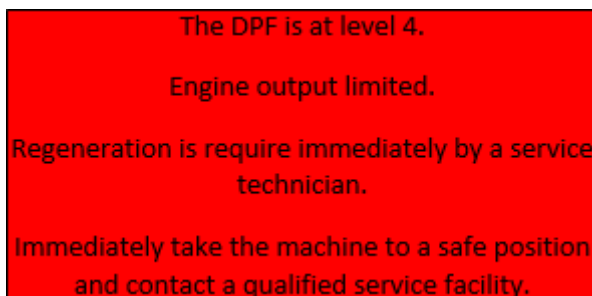 The DPF is at level 4.
Engine output limited.
Regeneration is require immediately by a service
technician.
Immediately take the machine to a safe position
and contact a qualified service facility.